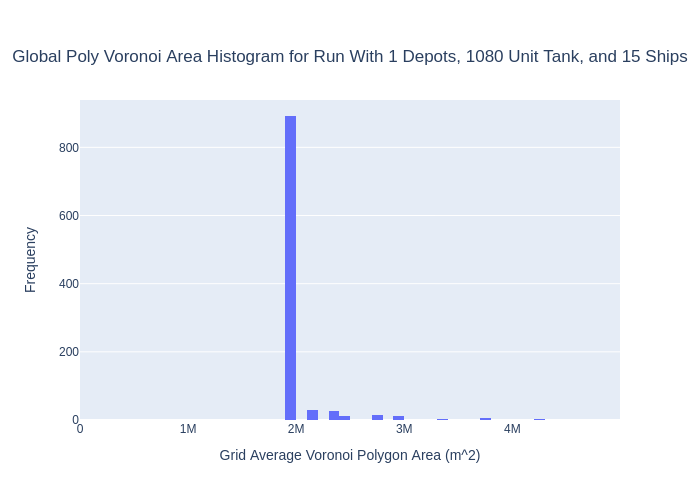 Global Poly Voronoi Area Histogram for Run With 1 Depots, 1080 Unit Tank, and 15 Ships
800
600
400
200
0
0 1M 2M 3M 4M
Frequency
Grid Average Voronoi Polygon Area (m^2)